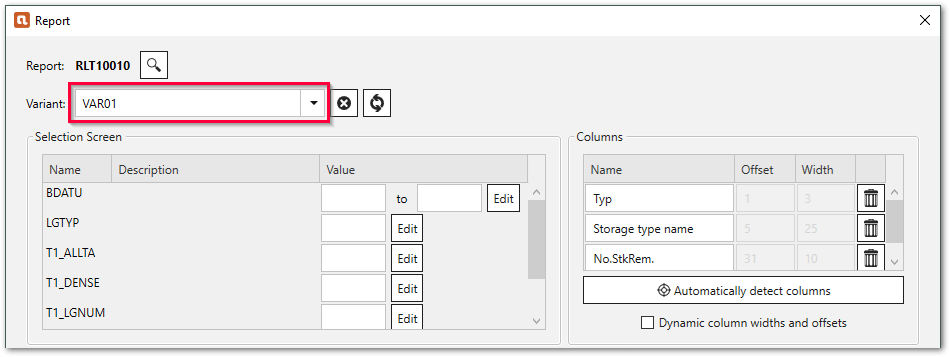 Report
Report: RLT10010
Variant: VAR01
Selection Screen
Name Description Value
BDATU to Edit
LGTYP Edit
T1_ALLTA Edit
T1_DENSE Edit
T1_LGNUM Edit
Columns
Name Offset Width
Typ 1 3
Storage type name 5 25
No.StkRem. 31 10
Automatically detect columns
Dynamic column widths and offsets